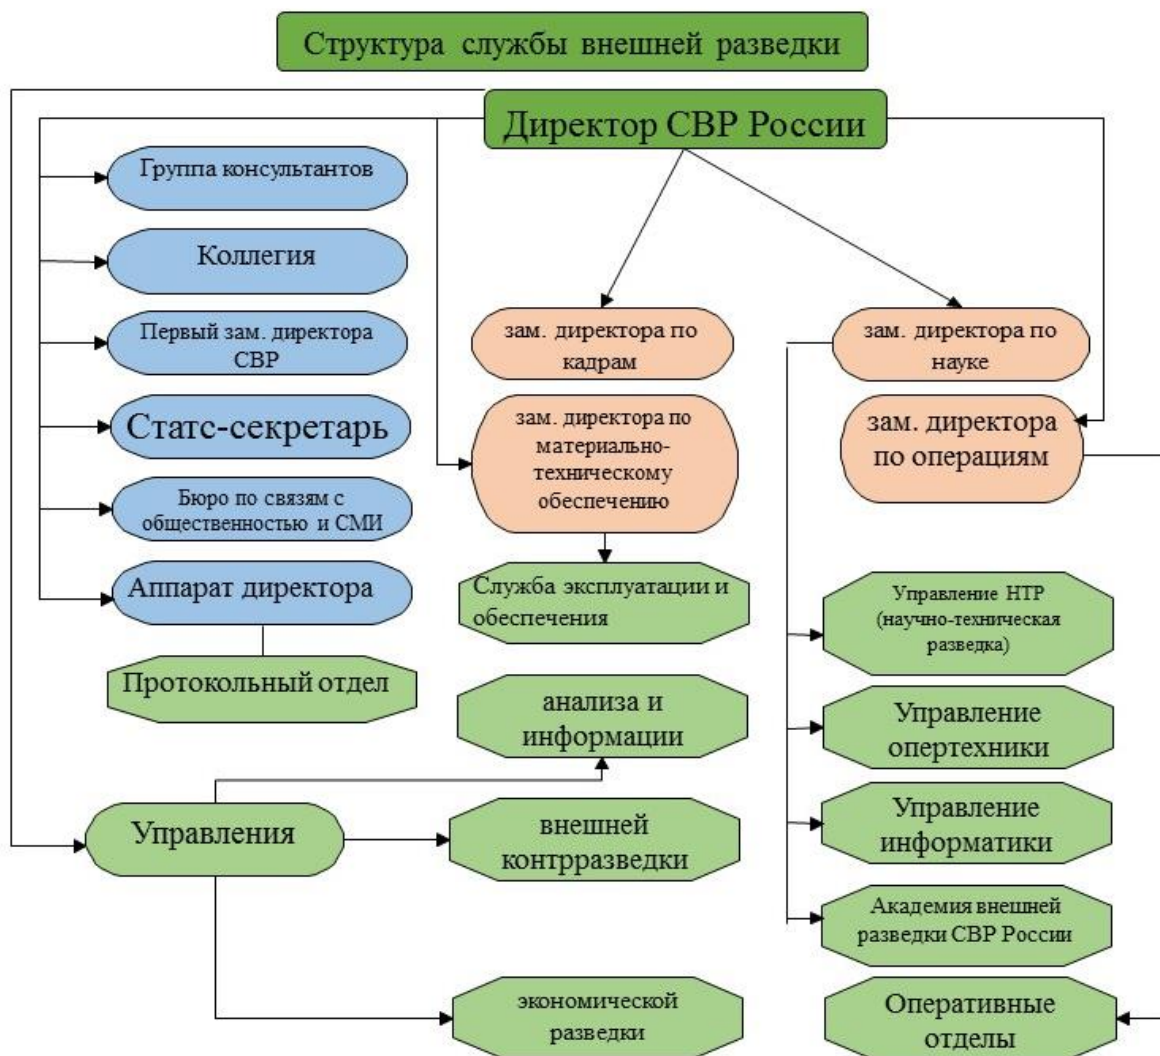 Структура службы внешней разведки
Директор СВР России
Группа консультантов
Коллегия
Первый зам. директора
СВР
Статс-секретарь
Бюро по связям с
общественностью и СМИ
Аппарат директора
Протокольный отдел
зам. директора по
кадрам
зам. директора по
материально-
техническому
обеспечению
Служба эксплуатации и
обеспечения
зам. директора по
науке
зам. директора
по операциям
Управление НТР
(научно-техническая
разведка)
Управление
опертехники
Управление
информатики
Академия внешней
разведки СВР России
Оперативные
отделы
Управления
анализа и
информации
внешней
контрразведки
экономической
разведки